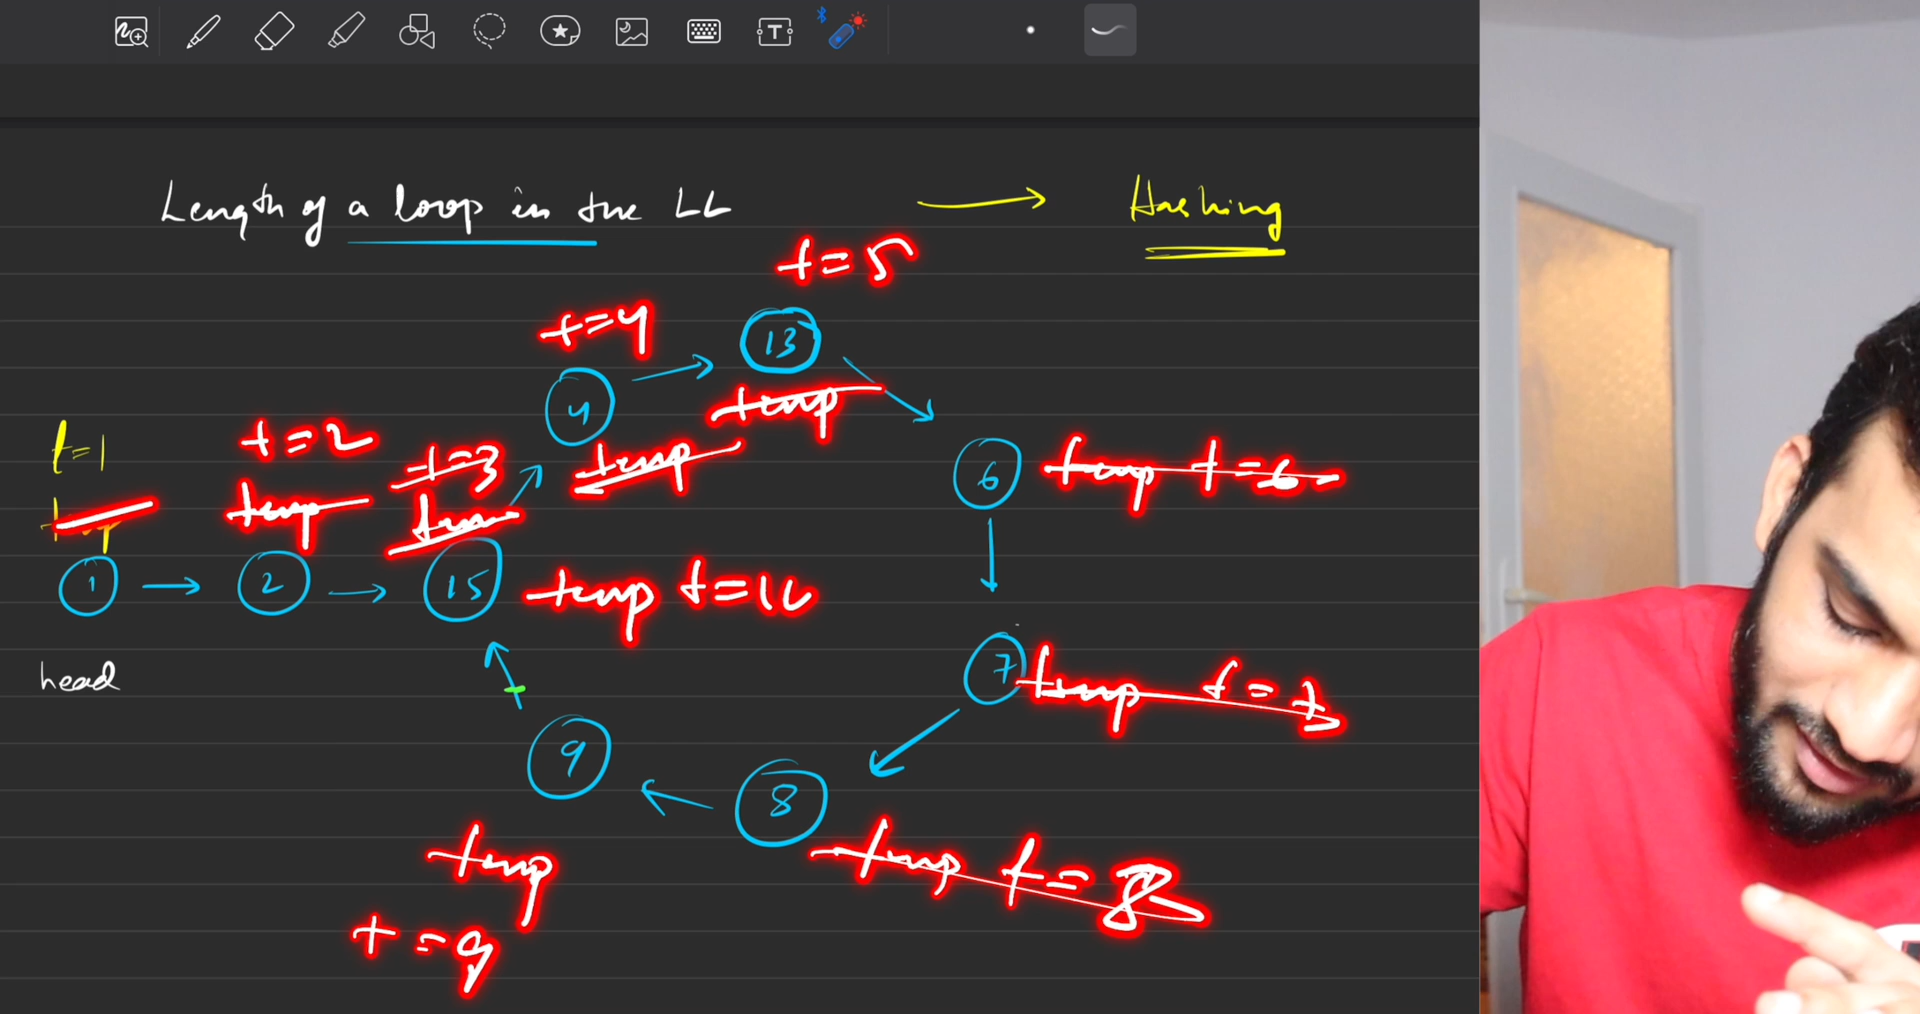 Length of a loop in the LL → Hashing
t=5
t=4
13
4
temp
t=1
t=2
t=3
temp
6
temp t=6
temp
temp
1 → 2 → 15
temp t=10
head
7
temp t=7
9
8
temp
temp t=8
t=9